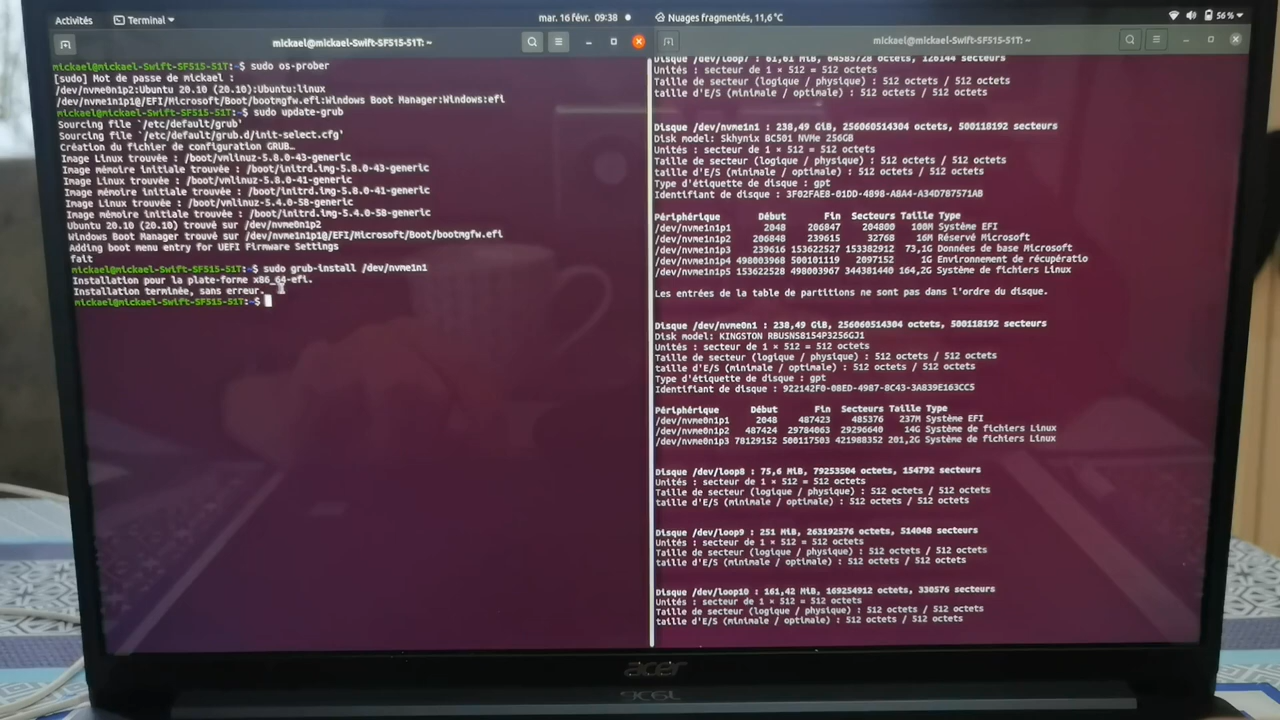 Activités
Terminal
mar. 16 févr. 09:38
Nuages fragmentés, 11,6 °C
56 %
mickael@mickael-Swift-SF515-51T: ~
mickael@mickael-Swift-SF515-51T:~$ sudo os-prober
[sudo] Mot de passe de mickael :
/dev/nvme0n1p2:Ubuntu 20.10 (20.10):Ubuntu:linux
/dev/nvme1n1p1@/EFI/Microsoft/Boot/bootmgfw.efi:Windows Boot Manager:Windows:efi
mickael@mickael-Swift-SF515-51T:~$ sudo update-grub
Sourcing file `/etc/default/grub'
Sourcing file `/etc/default/grub.d/init-select.cfg'
Création du fichier de configuration GRUB…
Image Linux trouvée : /boot/vmlinuz-5.8.0-43-generic
Image mémoire initiale trouvée : /boot/initrd.img-5.8.0-43-generic
Image Linux trouvée : /boot/vmlinuz-5.8.0-41-generic
Image mémoire initiale trouvée : /boot/initrd.img-5.8.0-41-generic
Image Linux trouvée : /boot/vmlinuz-5.4.0-58-generic
Image mémoire initiale trouvée : /boot/initrd.img-5.4.0-58-generic
Ubuntu 20.10 (20.10) trouvé sur /dev/nvme0n1p2
Windows Boot Manager trouvé sur /dev/nvme1n1p1@/EFI/Microsoft/Boot/bootmgfw.efi
Adding boot menu entry for UEFI Firmware Settings
fait
mickael@mickael-Swift-SF515-51T:~$ sudo grub-install /dev/nvme1n1
Installation pour la plate-forme x86_64-efi.
Installation terminée, sans erreur.
mickael@mickael-Swift-SF515-51T:~$
mickael@mickael-Swift-SF515-51T: ~
Disque /dev/loop7 : 61,61 MiB, 64585728 octets, 126144 secteurs
Unités : secteur de 1 × 512 = 512 octets
Taille de secteur (logique / physique) : 512 octets / 512 octets
taille d'E/S (minimale / optimale) : 512 octets / 512 octets
Disque /dev/nvme1n1 : 238,49 GiB, 256060514304 octets, 500118192 secteurs
Disk model: Skhynix BC501 NVMe 256GB
Unités : secteur de 1 × 512 = 512 octets
Taille de secteur (logique / physique) : 512 octets / 512 octets
taille d'E/S (minimale / optimale) : 512 octets / 512 octets
Type d'étiquette de disque : gpt
Identifiant de disque : 3F02FAE8-01DD-4898-A8A4-A34D787571AB
Périphérique Début Fin Secteurs Taille Type
/dev/nvme1n1p1 2048 206847 204800 100M Système EFI
/dev/nvme1n1p2 206848 239615 32768 16M Réservé Microsoft
/dev/nvme1n1p3 239616 153622527 153382912 73,1G Données de base Microsoft
/dev/nvme1n1p4 498003968 500101119 2097152 1G Environnement de récupératio
/dev/nvme1n1p5 153622528 498003967 344381440 164,2G Système de fichiers Linux
Les entrées de la table de partitions ne sont pas dans l'ordre du disque.
Disque /dev/nvme0n1 : 238,49 GiB, 256060514304 octets, 500118192 secteurs
Disk model: KINGSTON RBUSNS8154P3256GJ1
Unités : secteur de 1 × 512 = 512 octets
Taille de secteur (logique / physique) : 512 octets / 512 octets
taille d'E/S (minimale / optimale) : 512 octets / 512 octets
Type d'étiquette de disque : gpt
Identifiant de disque : 922142F0-08ED-4987-8C43-3A839E163CC5
Périphérique Début Fin Secteurs Taille Type
/dev/nvme0n1p1 2048 487423 485376 237M Système EFI
/dev/nvme0n1p2 487424 29784063 29296640 14G Système de fichiers Linux
/dev/nvme0n1p3 78129152 500117503 421988352 201,2G Système de fichiers Linux
Disque /dev/loop8 : 75,6 MiB, 79253504 octets, 154792 secteurs
Unités : secteur de 1 × 512 = 512 octets
Taille de secteur (logique / physique) : 512 octets / 512 octets
taille d'E/S (minimale / optimale) : 512 octets / 512 octets
Disque /dev/loop9 : 251 MiB, 263192576 octets, 514048 secteurs
Unités : secteur de 1 × 512 = 512 octets
Taille de secteur (logique / physique) : 512 octets / 512 octets
taille d'E/S (minimale / optimale) : 512 octets / 512 octets
Disque /dev/loop10 : 161,42 MiB, 169254912 octets, 330576 secteurs
Unités : secteur de 1 × 512 = 512 octets
Taille de secteur (logique / physique) : 512 octets / 512 octets
taille d'E/S (minimale / optimale) : 512 octets / 512 octets
acer